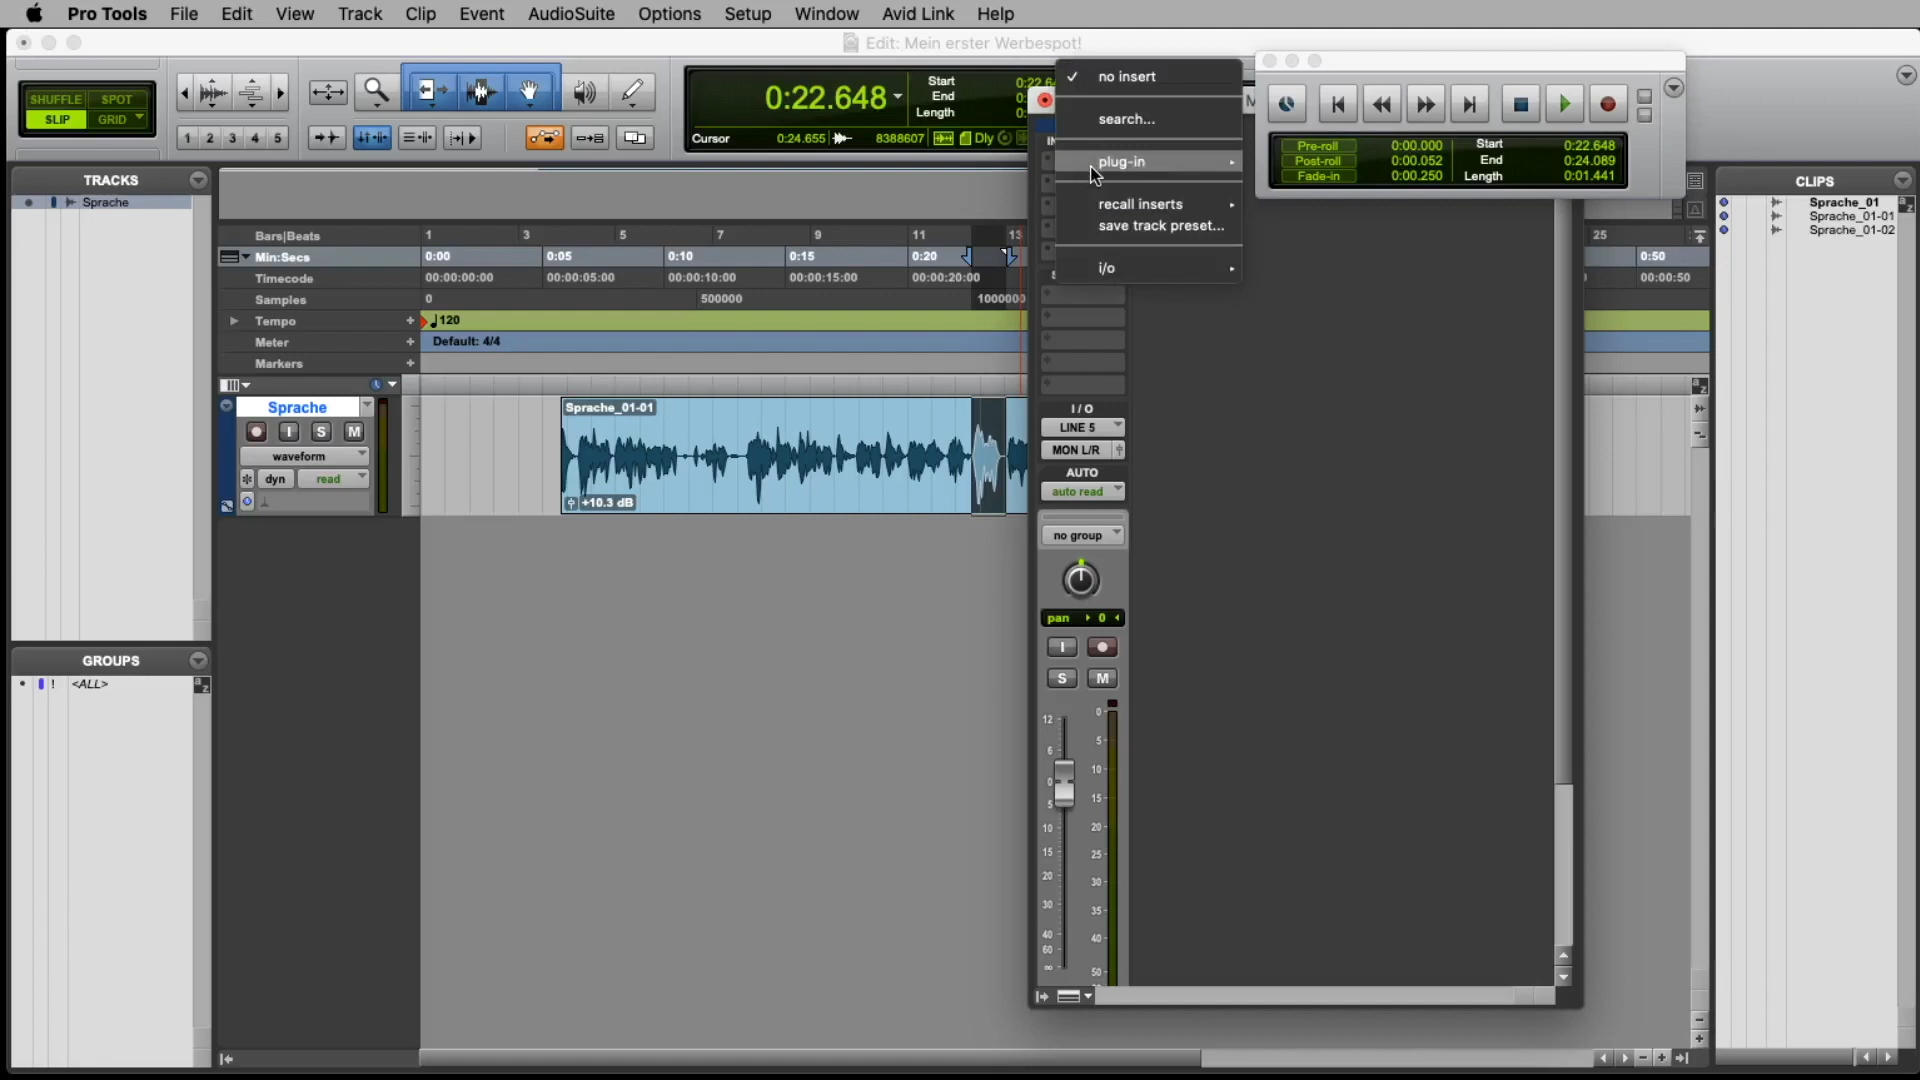 Pro Tools File Edit View Track Clip Event AudioSuite Options Setup Window Avid Link Help
Edit: Mein erster Werbespot!
SHUFFLE SPOT
SLIP GRID
1 2 3 4 5
0:22.648
Start
End
Length
Cursor 0:24.655 8388607 Dly
no insert
search...
plug-in
recall inserts
save track preset...
i/o
Pre-roll 0:00.000 Start 0:22.648
Post-roll 0:00.052 End 0:24.089
Fade-in 0:00.250 Length 0:01.441
TRACKS
Sprache
GROUPS
! <ALL>
CLIPS
Sprache_01
Sprache_01-01
Sprache_01-02
Bars|Beats 1 3 5 7 9 11 13 25
Min:Secs 0:00 0:05 0:10 0:15 0:20 0:50
Timecode 00:00:00:00 00:00:05:00 00:00:10:00 00:00:15:00 00:00:20:00 00:00:50
Samples 0 500000 1000000
Tempo + 120
Meter + Default: 4/4
Markers +
Sprache
I S M
waveform
dyn read
Sprache_01-01
+10.3 dB
I / O
LINE 5
MON L/R
AUTO
auto read
no group
pan 0
I
S M
12
6
0
5
10
15
20
30
40
60
∞
0
5
10
15
20
25
30
35
40
50